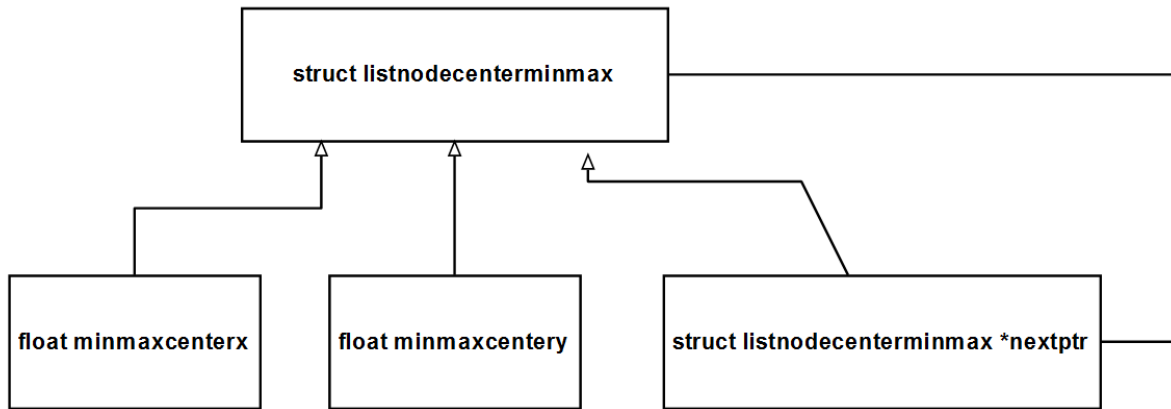 struct listnodecenterminmax
float minmaxcenterx
float minmaxcentery
struct listnodecenterminmax *nextptr